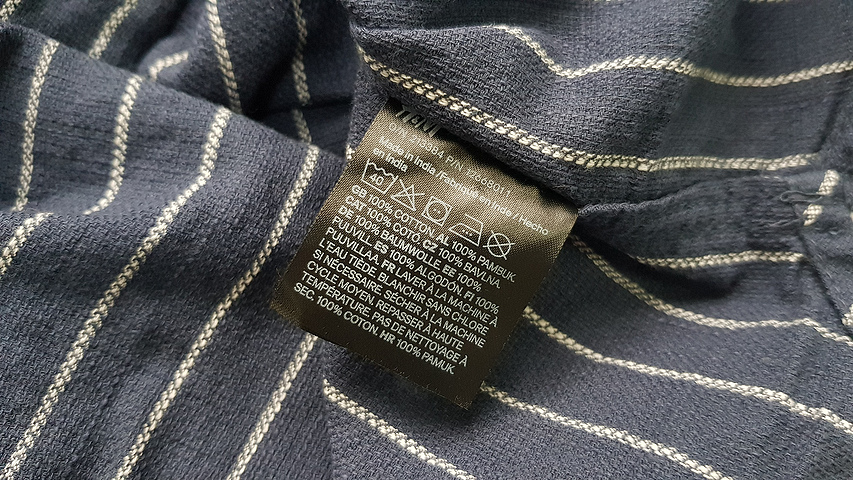 H&M
Made in India / Fabriqué en Inde / Hecho
en India
40
GB 100% COTTON. AL 100% PAMBUK.
CAT 100% COTÓ. CZ 100% BAVLNA.
DE 100% BAUMWOLLE. EE 100%
PUUVILL. ES 100% ALGODÓN. FI 100%
PUUVILLAA. FR LAVER À LA MACHINE À
L'EAU TIÈDE. BLANCHIR SANS CHLORE
SI NÉCESSAIRE. SÉCHER À LA MACHINE
CYCLE MOYEN. REPASSER À HAUTE
TEMPÉRATURE. PAS DE NETTOYAGE À
SEC. 100% COTON. HR 100% PAMUK.